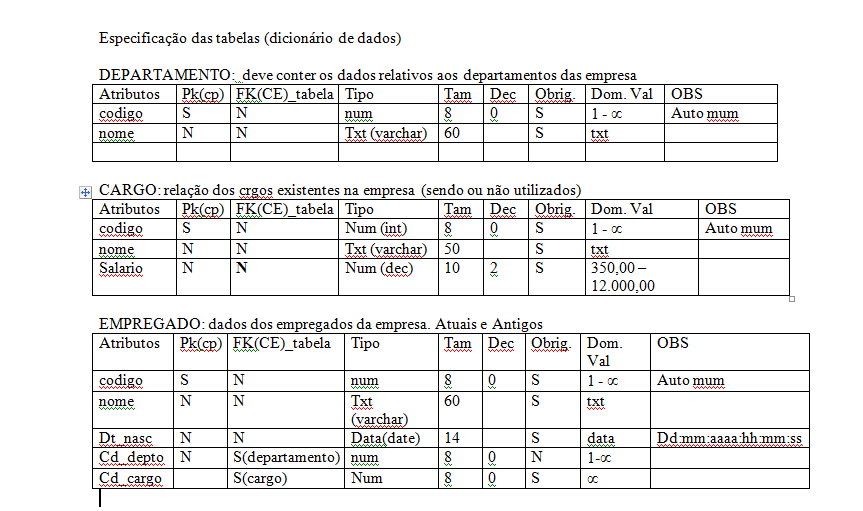 Especificação das tabelas (dicionário de dados)
DEPARTAMENTO: deve conter os dados relativos aos departamentos das empresa
Atributos Pk(cp) FK(CE)_tabela Tipo Tam Dec Obrig. Dom. Val OBS
codigo S N num 8 0 S 1 - ∝ Auto mum
nome N N Txt (varchar) 60 S txt
CARGO: relação dos crgos existentes na empresa (sendo ou não utilizados)
Atributos Pk(cp) FK(CE)_tabela Tipo Tam Dec Obrig. Dom. Val OBS
codigo S N Num (int) 8 0 S 1 - ∝ Auto mum
nome N N Txt (varchar) 50 S txt
Salario N N Num (dec) 10 2 S 350,00 –
12.000,00
EMPREGADO: dados dos empregados da empresa. Atuais e Antigos
Atributos Pk(cp) FK(CE)_tabela Tipo Tam Dec Obrig. Dom. OBS
Val
codigo S N num 8 0 S 1 - ∝ Auto mum
nome N N Txt 60 S txt
(varchar)
Dt_nasc N N Data(date) 14 S data Dd:mm:aaaa:hh:mm:ss
Cd_depto N S(departamento) num 8 0 N 1-∝
Cd_cargo S(cargo) Num 8 0 S ∝